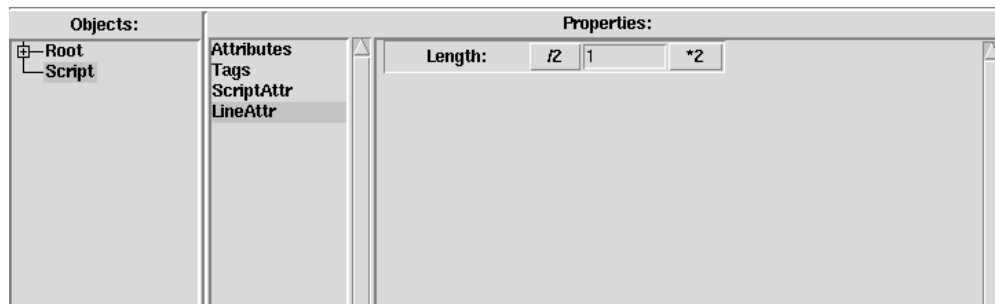 Objects:
Properties:
Root
Script
Attributes
Tags
ScriptAttr
LineAttr
Length: /2 1 *2